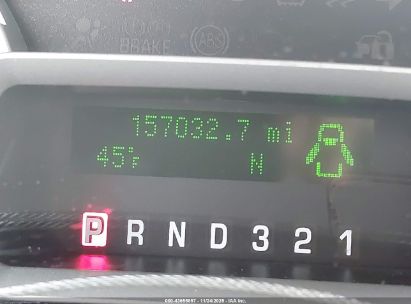 BRAKE
ABS
157032.7 mi
45°F N
P R N D 3 2 1